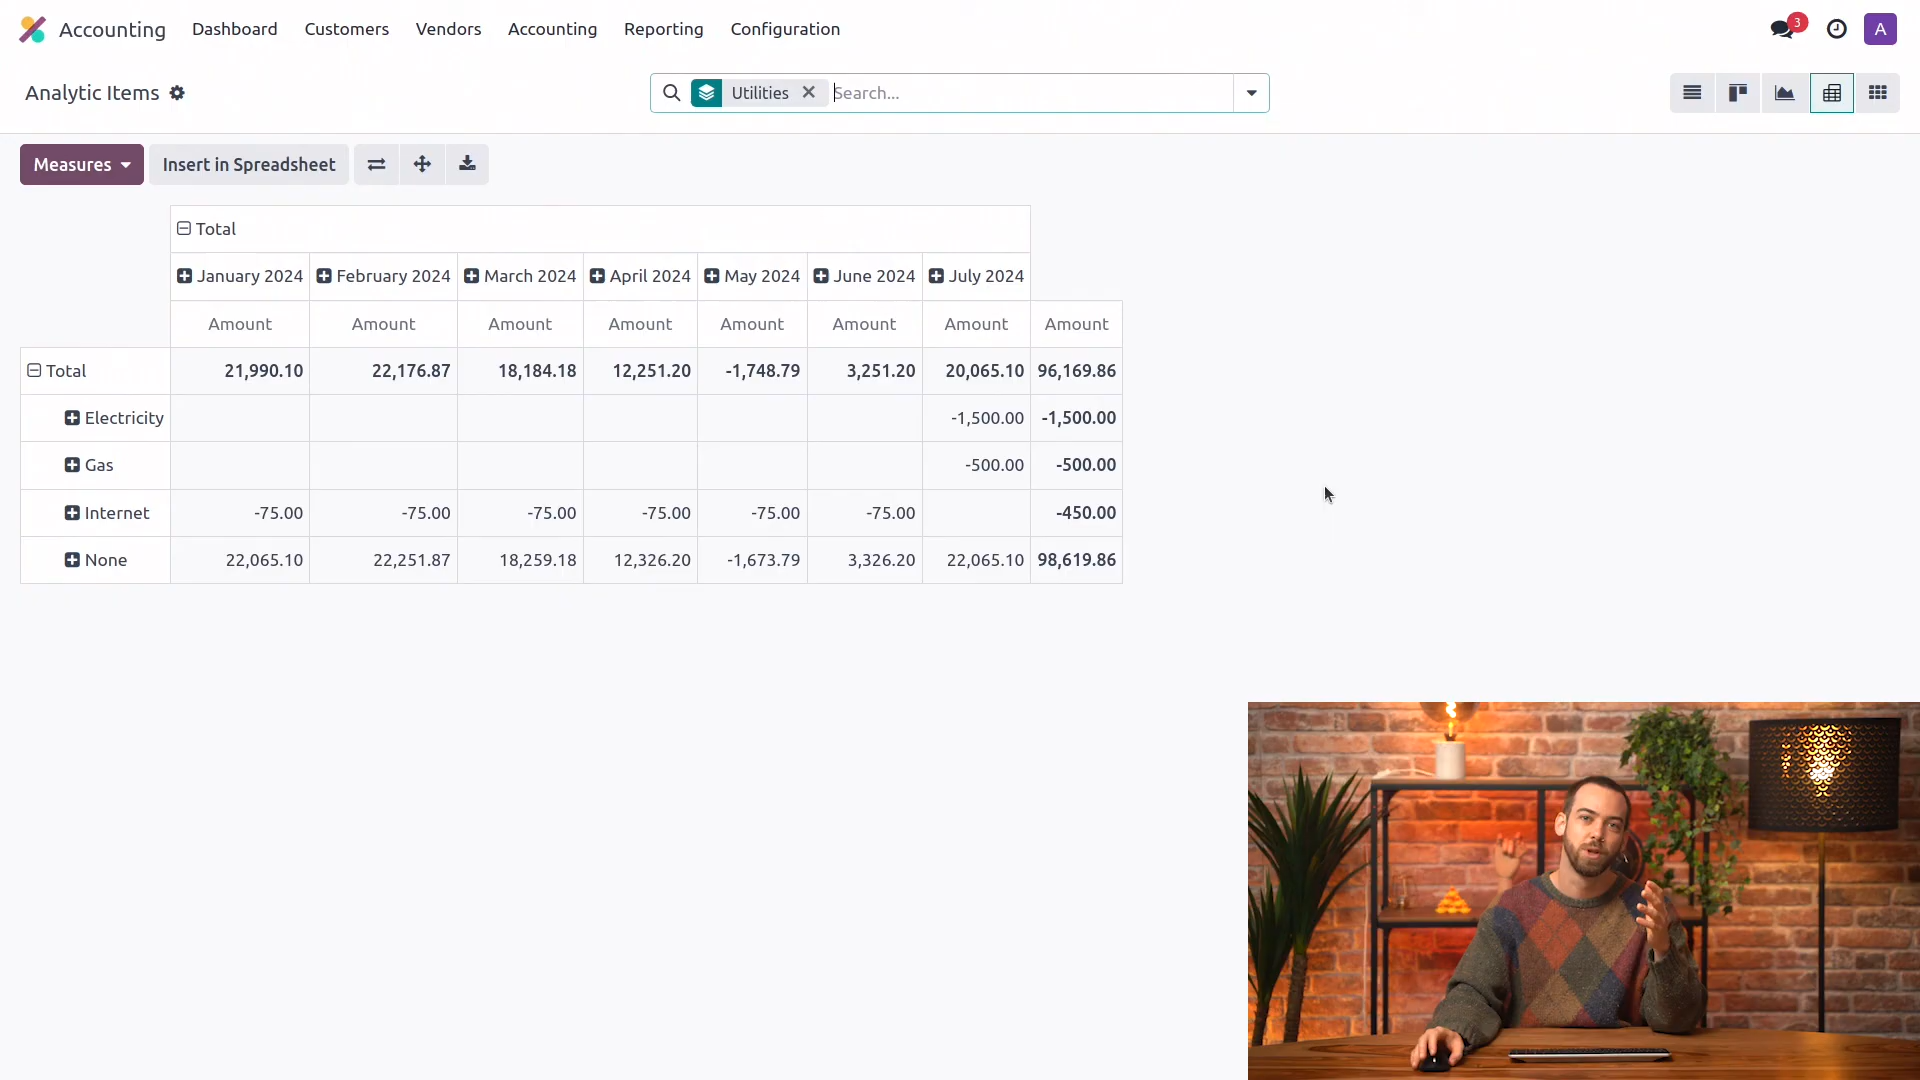 Accounting Dashboard Customers Vendors Accounting Reporting Configuration 3 A
Analytic Items Utilities Search...
Measures Insert in Spreadsheet
Total
January 2024 February 2024 March 2024 April 2024 May 2024 June 2024 July 2024
Amount Amount Amount Amount Amount Amount Amount Amount
Total 21,990.10 22,176.87 18,184.18 12,251.20 -1,748.79 3,251.20 20,065.10 96,169.86
Electricity -1,500.00 -1,500.00
Gas -500.00 -500.00
Internet -75.00 -75.00 -75.00 -75.00 -75.00 -75.00 -450.00
None 22,065.10 22,251.87 18,259.18 12,326.20 -1,673.79 3,326.20 22,065.10 98,619.86